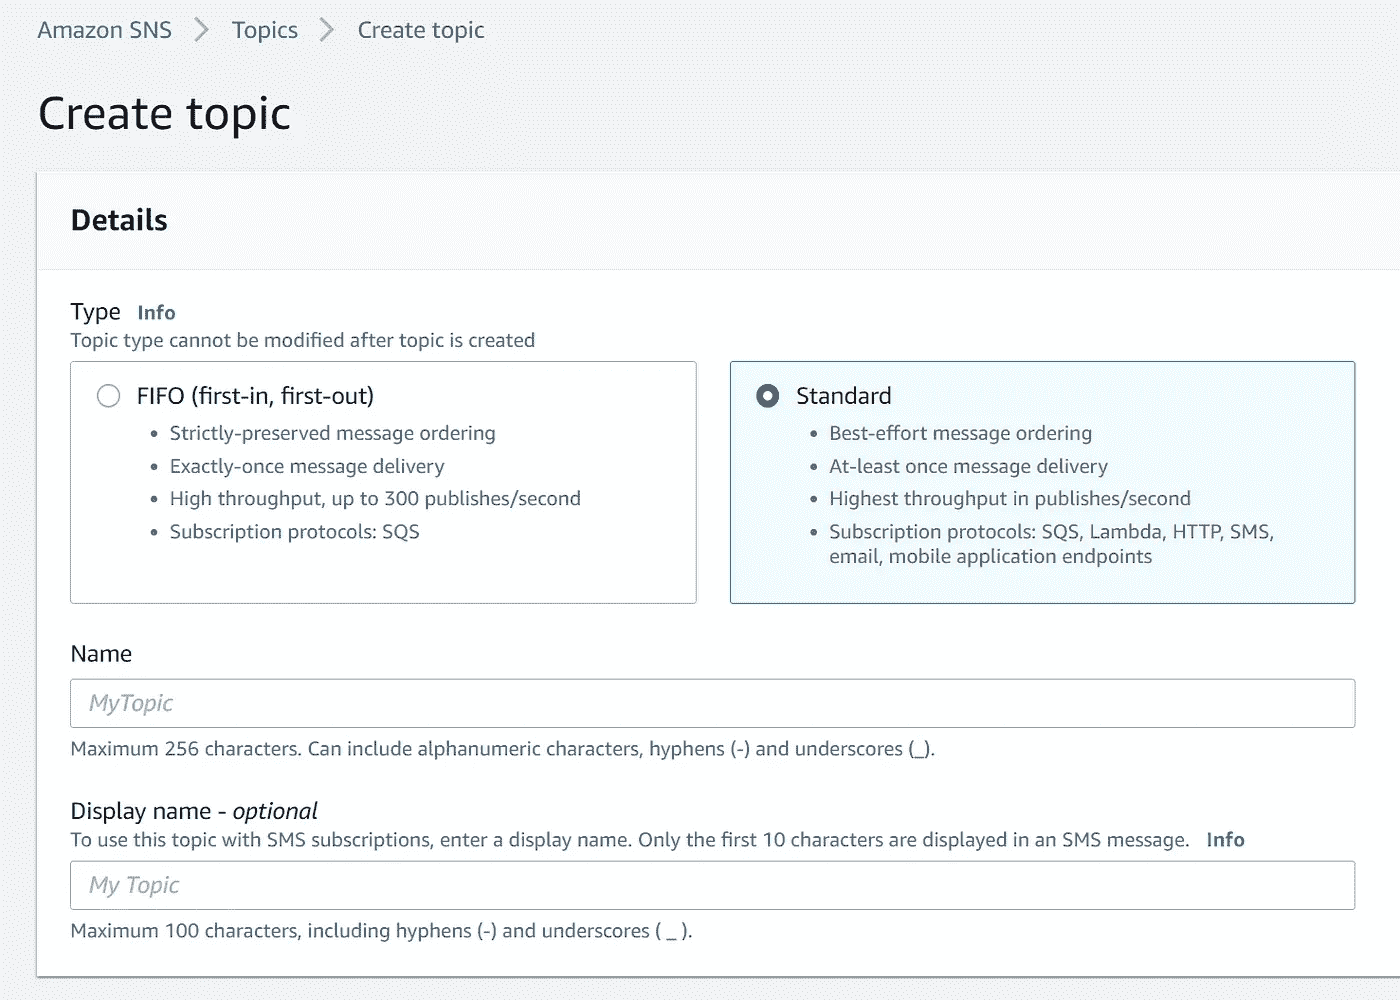 Amazon SNS > Topics > Create topic
Create topic
Details
Type Info
Topic type cannot be modified after topic is created
FIFO (first-in, first-out)
• Strictly-preserved message ordering
• Exactly-once message delivery
• High throughput, up to 300 publishes/second
• Subscription protocols: SQS
Standard
• Best-effort message ordering
• At-least once message delivery
• Highest throughput in publishes/second
• Subscription protocols: SQS, Lambda, HTTP, SMS,
email, mobile application endpoints
Name
MyTopic
Maximum 256 characters. Can include alphanumeric characters, hyphens (-) and underscores (_).
Display name - optional
To use this topic with SMS subscriptions, enter a display name. Only the first 10 characters are displayed in an SMS message. Info
My Topic
Maximum 100 characters, including hyphens (-) and underscores ( _ ).